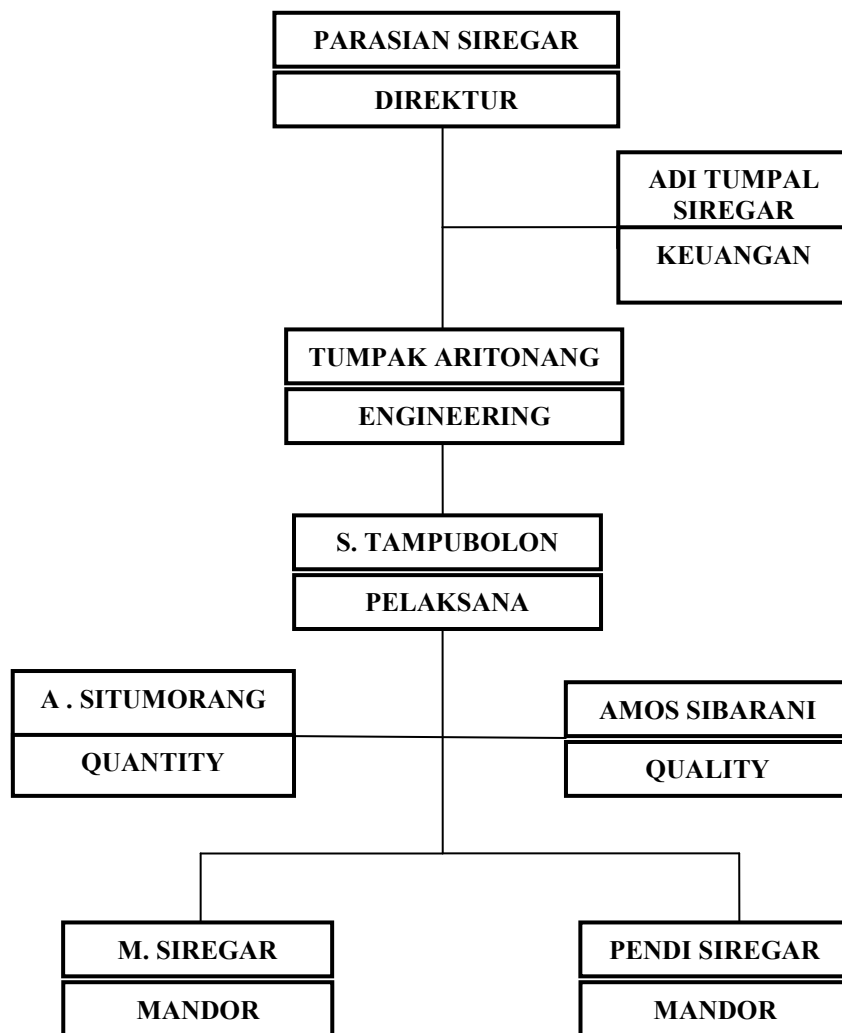 PARASIAN SIREGAR
DIREKTUR
ADI TUMPAL
SIREGAR
KEUANGAN
TUMPAK ARITONANG
ENGINEERING
S. TAMPUBOLON
PELAKSANA
A . SITUMORANG
QUANTITY
AMOS SIBARANI
QUALITY
M. SIREGAR
MANDOR
PENDI SIREGAR
MANDOR